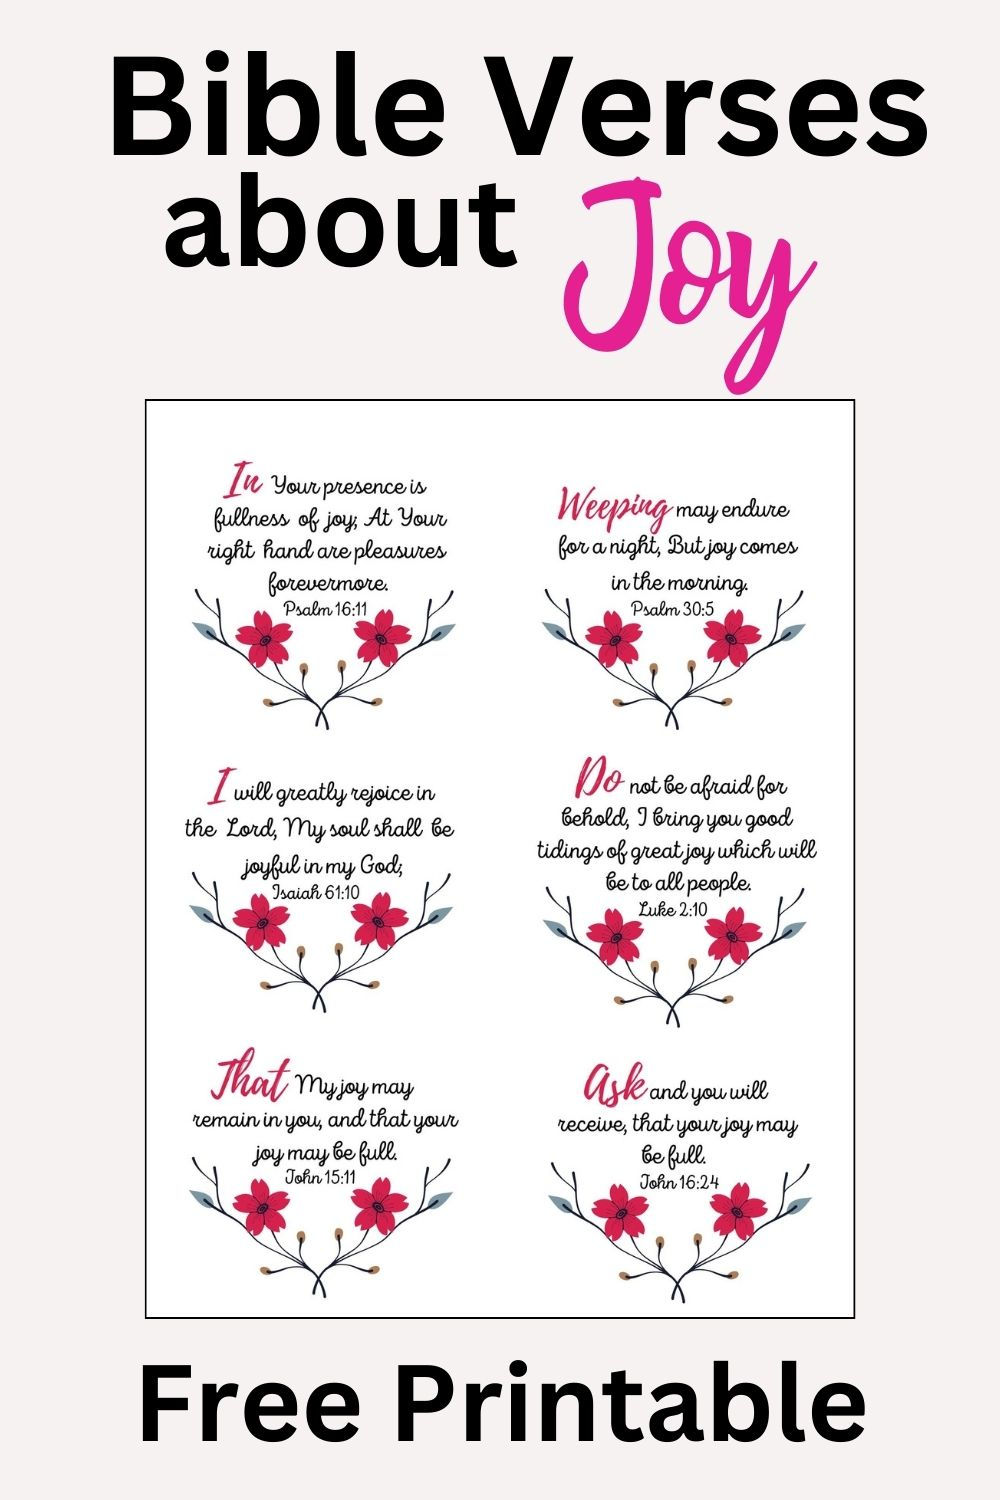 Bible Verses
about Joy
In Your presence is
fullness of joy; At Your
right hand are pleasures
forevermore.
Psalm 16:11
Weeping may endure
for a night, But joy comes
in the morning.
Psalm 30:5
I will greatly rejoice in
the Lord, My soul shall be
joyful in my God;
Isaiah 61:10
Do not be afraid for
behold, I bring you good
tidings of great joy which will
be to all people.
Luke 2:10
That My joy may
remain in you, and that your
joy may be full.
John 15:11
Ask and you will
receive, that your joy may
be full.
John 16:24
Free Printable